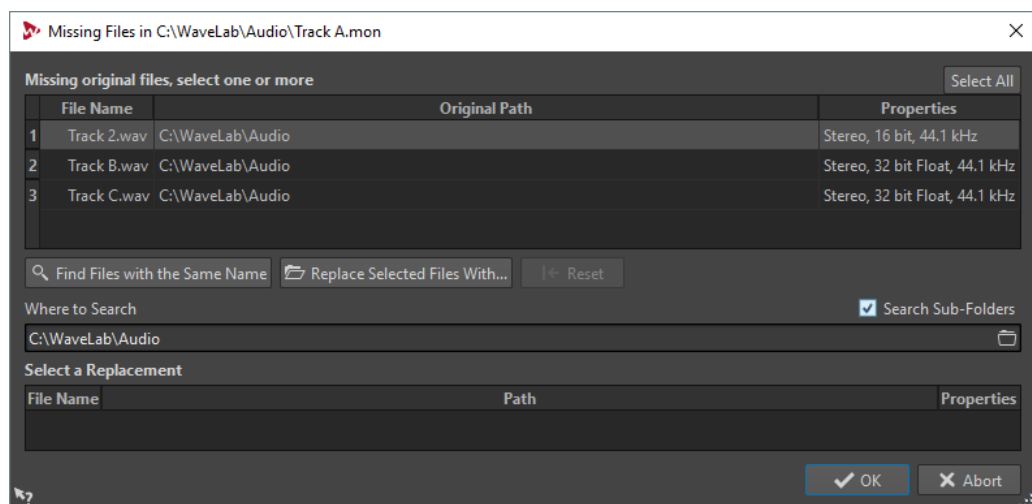 Missing Files in C:\WaveLab\Audio\Track A.mon
Missing original files, select one or more Select All
File Name Original Path Properties
1 Track 2.wav C:\WaveLab\Audio Stereo, 16 bit, 44.1 kHz
2 Track B.wav C:\WaveLab\Audio Stereo, 32 bit Float, 44.1 kHz
3 Track C.wav C:\WaveLab\Audio Stereo, 32 bit Float, 44.1 kHz
Find Files with the Same Name Replace Selected Files With... Reset
Where to Search Search Sub-Folders
C:\WaveLab\Audio
Select a Replacement
File Name Path Properties
OK Abort